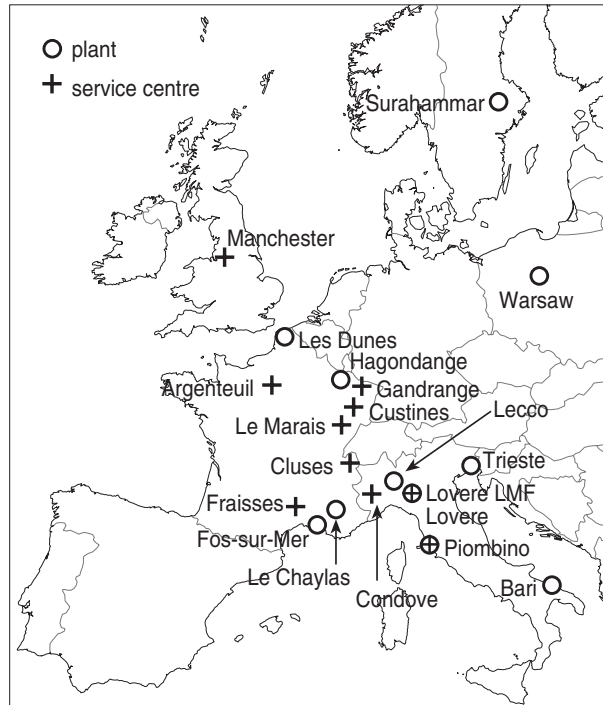 plant
service centre
Surahammar
Manchester
Warsaw
Les Dunes
Hagondange
Argenteuil
Gandrange
Custines
Lecco
Le Marais
Cluses
Trieste
Lovere LMF
Lovere
Fraisses
Fos-sur-Mer
Piombino
Le Chaylas
Condove
Bari